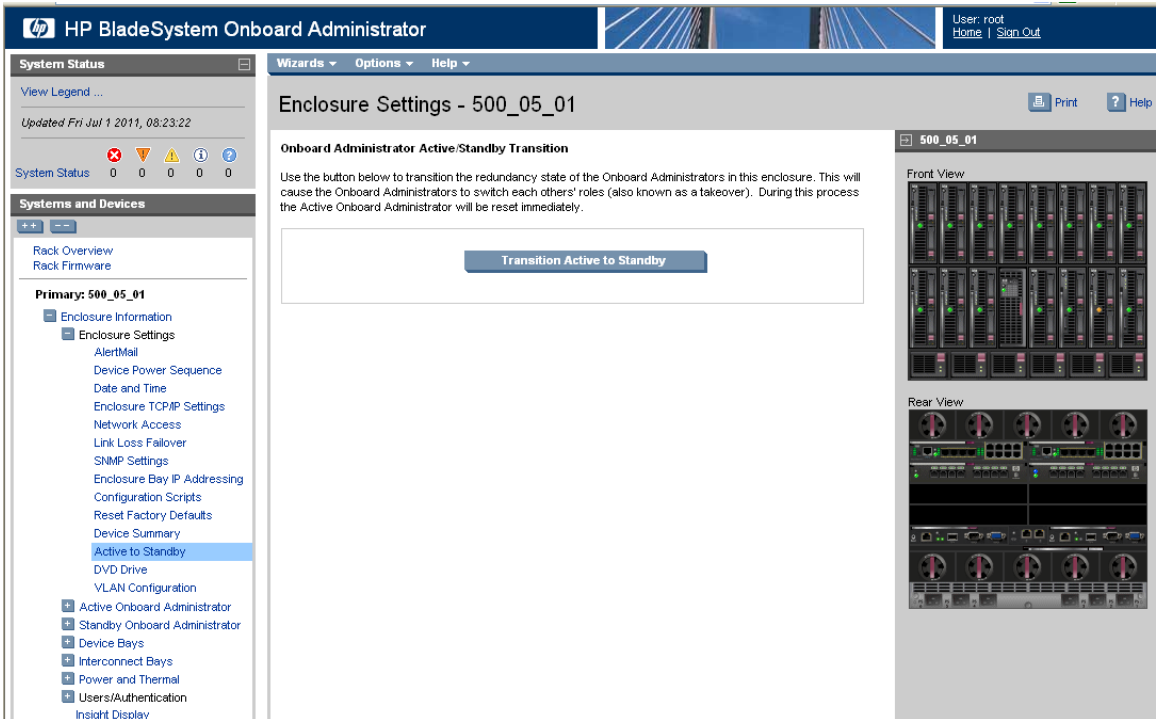 hp HP BladeSystem Onboard Administrator
User: root
Home | Sign Out
System Status
View Legend ...
Updated Fri Jul 1 2011, 08:23:22
System Status 0 0 0 0 0
Systems and Devices
++ --
Rack Overview
Rack Firmware
Primary: 500_05_01
Enclosure Information
Enclosure Settings
AlertMail
Device Power Sequence
Date and Time
Enclosure TCP/IP Settings
Network Access
Link Loss Failover
SNMP Settings
Enclosure Bay IP Addressing
Configuration Scripts
Reset Factory Defaults
Device Summary
Active to Standby
DVD Drive
VLAN Configuration
Active Onboard Administrator
Standby Onboard Administrator
Device Bays
Interconnect Bays
Power and Thermal
Users/Authentication
Insight Display
Wizards Options Help
Enclosure Settings - 500_05_01
Print ? Help
Onboard Administrator Active/Standby Transition
Use the button below to transition the redundancy state of the Onboard Administrators in this enclosure. This will
cause the Onboard Administrators to switch each others' roles (also known as a takeover). During this process
the Active Onboard Administrator will be reset immediately.
Transition Active to Standby
500_05_01
Front View
Rear View